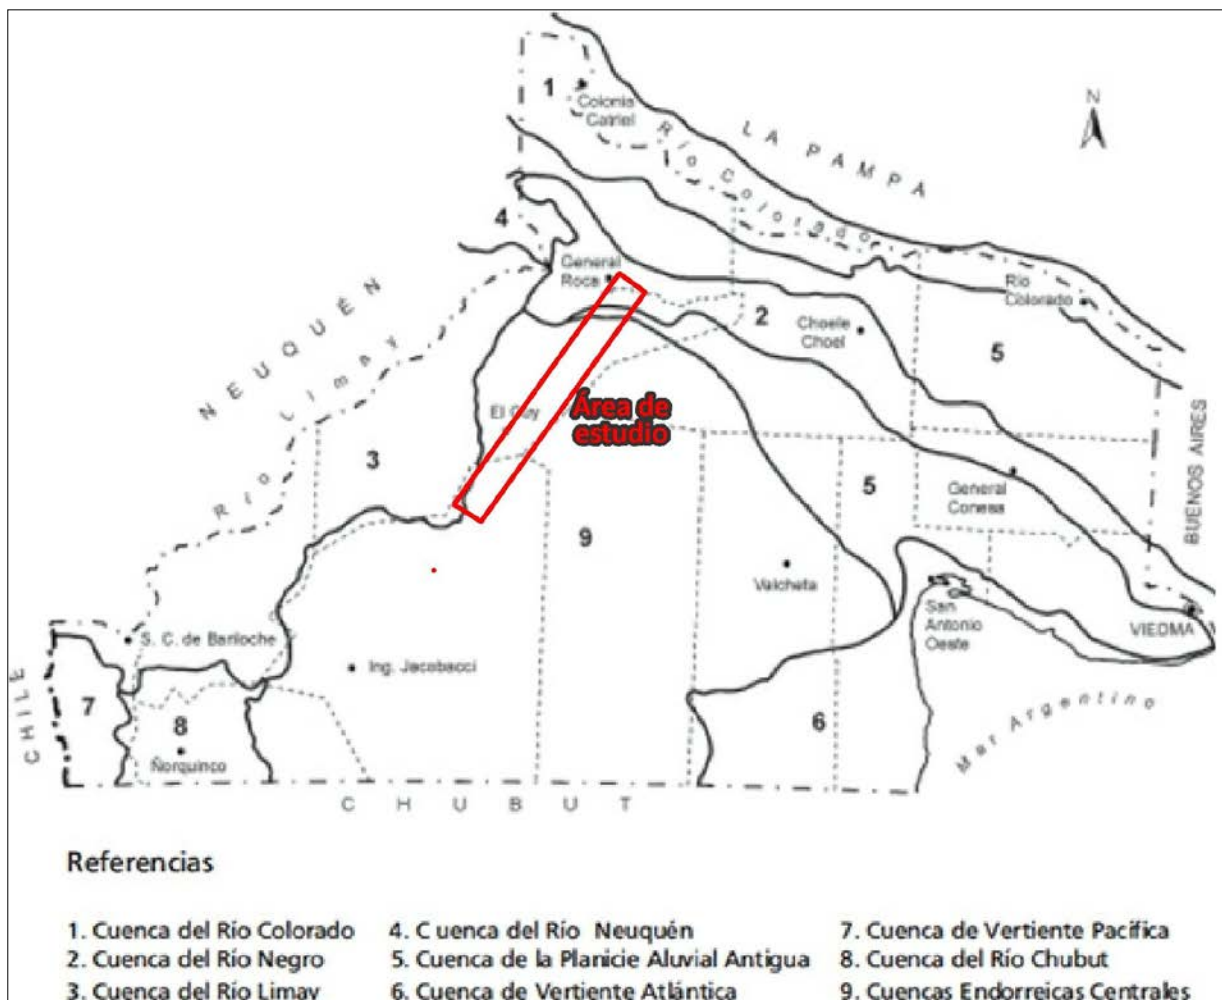 1
Colonia
Catriel
N
LA PAMPA
Río Colorado
4
General
Roca
NEUQUÉN
Río Limay
Río
Colorado
2
Choele
Choel
5
El Cuy
Área de
estudio
BUENOS AIRES
3
5
General
Conesa
9
Valcheta
San
Antonio
Oeste
VIEDMA
S. C. de Bariloche
Ing. Jacobacci
CHILE
7
8
Ñorquinco
6
Mar Argentino
CHUBUT
Referencias
1. Cuenca del Río Colorado
2. Cuenca del Río Negro
3. Cuenca del Río Limay
4. C uenca del Río Neuquén
5. Cuenca de la Planicie Aluvial Antigua
6. Cuenca de Vertiente Atlántica
7. Cuenca de Vertiente Pacífica
8. Cuenca del Río Chubut
9. Cuencas Endorreicas Centrales